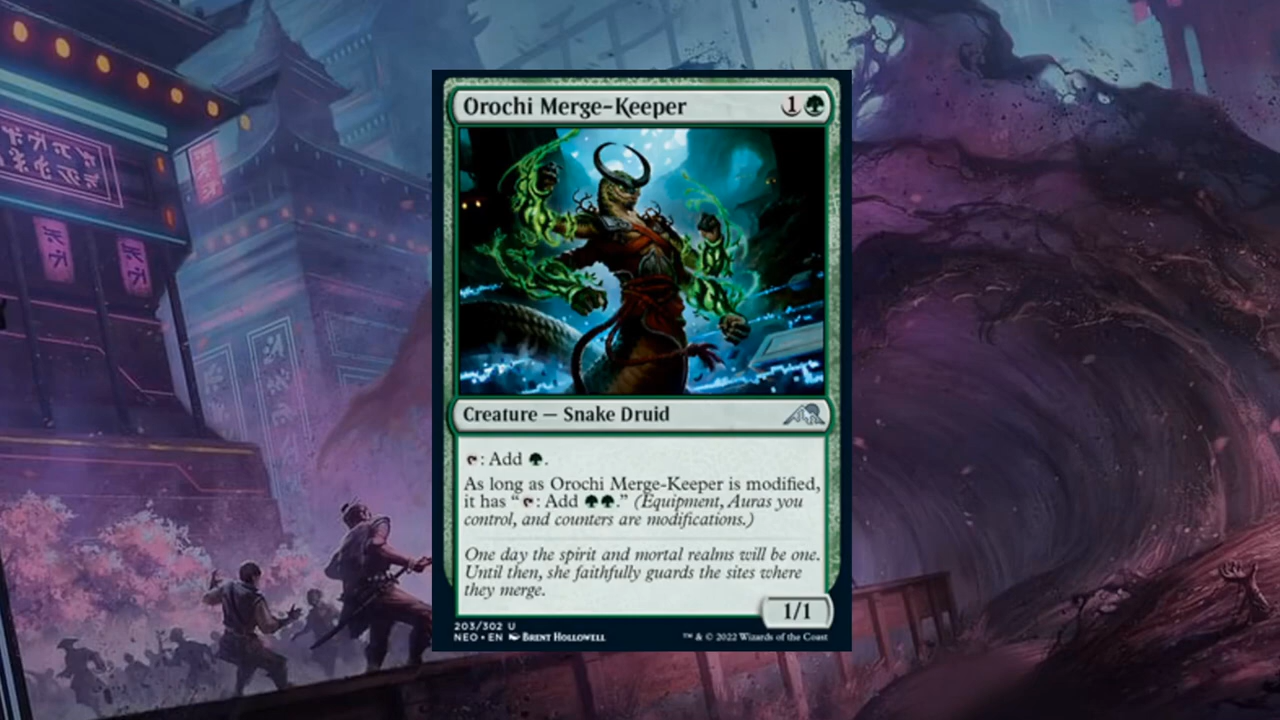 Orochi Merge-Keeper 1
Creature — Snake Druid
: Add .
As long as Orochi Merge-Keeper is modified,
it has “: Add .” (Equipment, Auras you
control, and counters are modifications.)
One day the spirit and mortal realms will be one.
Until then, she faithfully guards the sites where
they merge.
1/1
203/302 U
NEO • EN Brent Hollowell
™ & © 2022 Wizards of the Coast